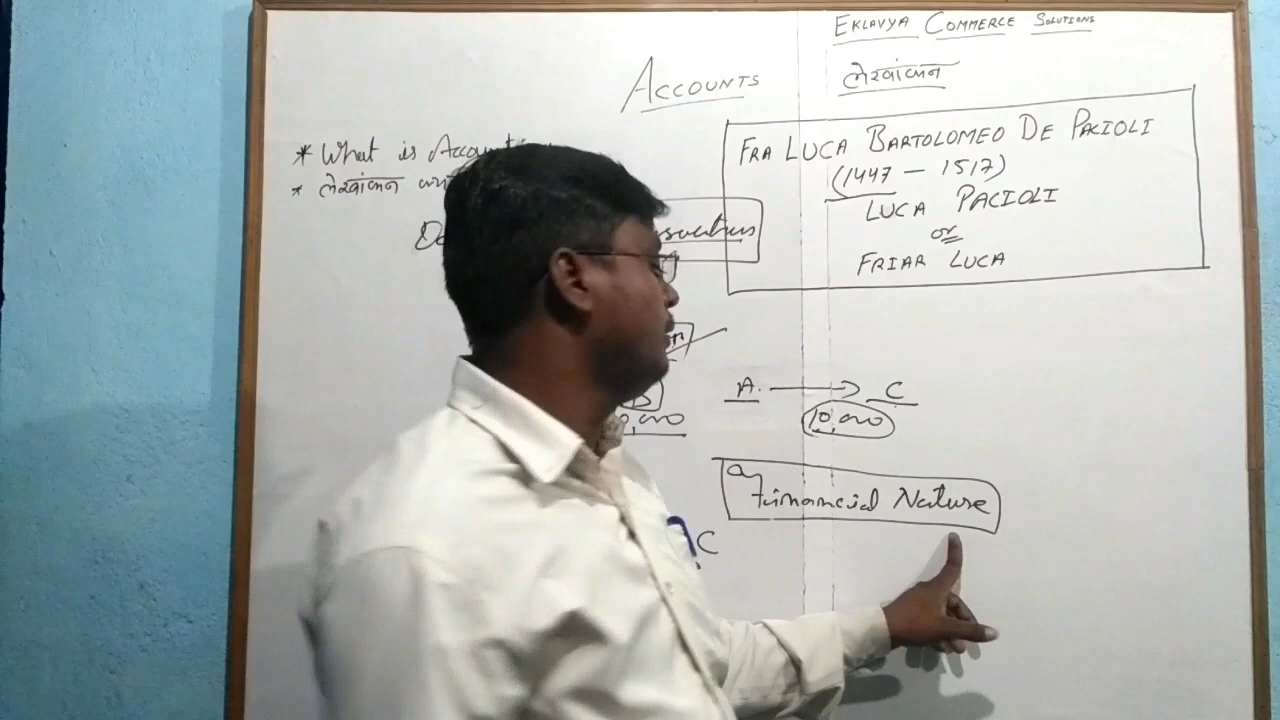 EKLAVYA COMMERCE SOLUTIONS
ACCOUNTS
लेखांकन
* What is
* लेखांकन
FRA LUCA BARTOLOMEO DE PACIOLI
(1447 - 1517)
LUCA PACIOLI
or
FRIAR LUCA
A. → C
10,000
a) Financial Nature
C